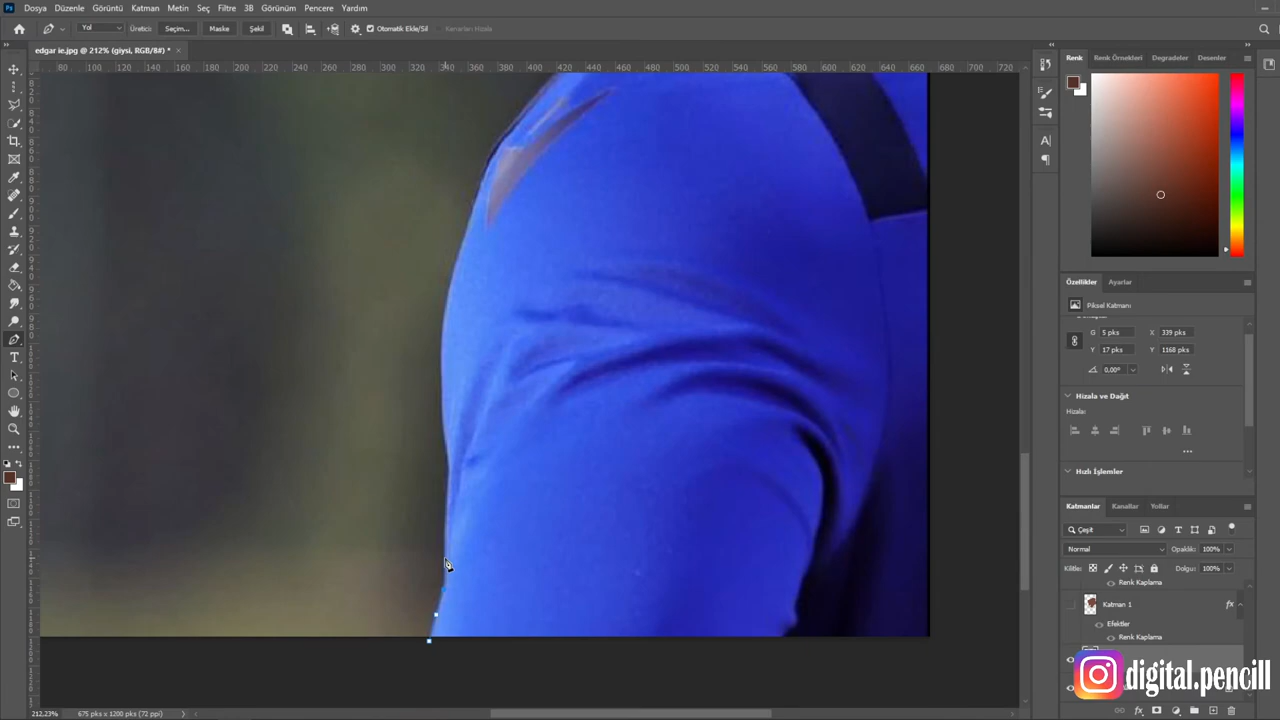 Dosya Düzenle Görüntü Katman Metin Seç Filtre 3B Görünüm Pencere Yardım
Yol Üretici: Seçim... Maske Şekil Otomatik Ekle/Sil Kenarları Hizala
edgar ie.jpg @ 212% (giysi, RGB/8#) *
80 100 120 140 160 180 200 220 240 260 280 300 320 340 360 380 400 420 440 460 480 500 520 540 560 580 600 620 640 660 680 700 720
Renk Renk Örnekleri Degradeler Desenler
Özellikler Ayarlar
Piksel Katmanı
G 5 pks X 339 pks
Y 17 pks Y 1168 pks
0,00°
Hizala ve Dağıt
Hizala:
Hızlı İşlemler
Katmanlar Kanallar Yollar
Çeşit
Normal Opaklık: 100%
Kilitle: Dolgu: 100%
Renk Kaplama
Katman 1 fx
Efektler
Renk Kaplama
digital.pencill
212,23% 675 pks x 1200 pks (72 ppi)